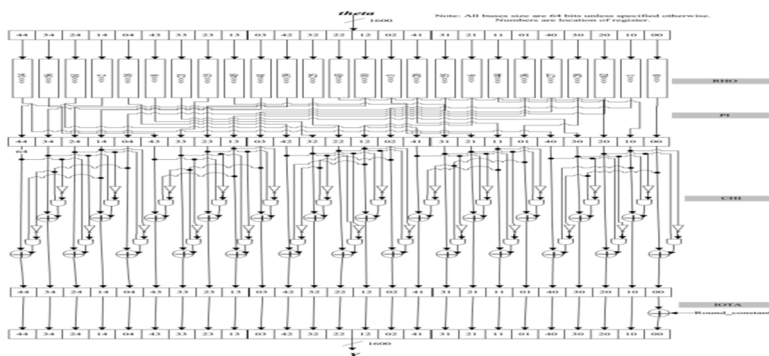 theta
1600
Note: All buses size are 64 bits unless specified otherwise.
Numbers are location of register.
44 34 24 14 04 43 33 23 13 03 42 32 22 12 02 41 31 21 11 01 40 30 20 10 00
RHO
PI
44 34 24 14 04 43 33 23 13 03 42 32 22 12 02 41 31 21 11 01 40 30 20 10 00
64
CHI
44 34 24 14 04 43 33 23 13 03 42 32 22 12 02 41 31 21 11 01 40 30 20 10 00
IOTA
Round_constant
44 34 24 14 04 43 33 23 13 03 42 32 22 12 02 41 31 21 11 01 40 30 20 10 00
1600
Y